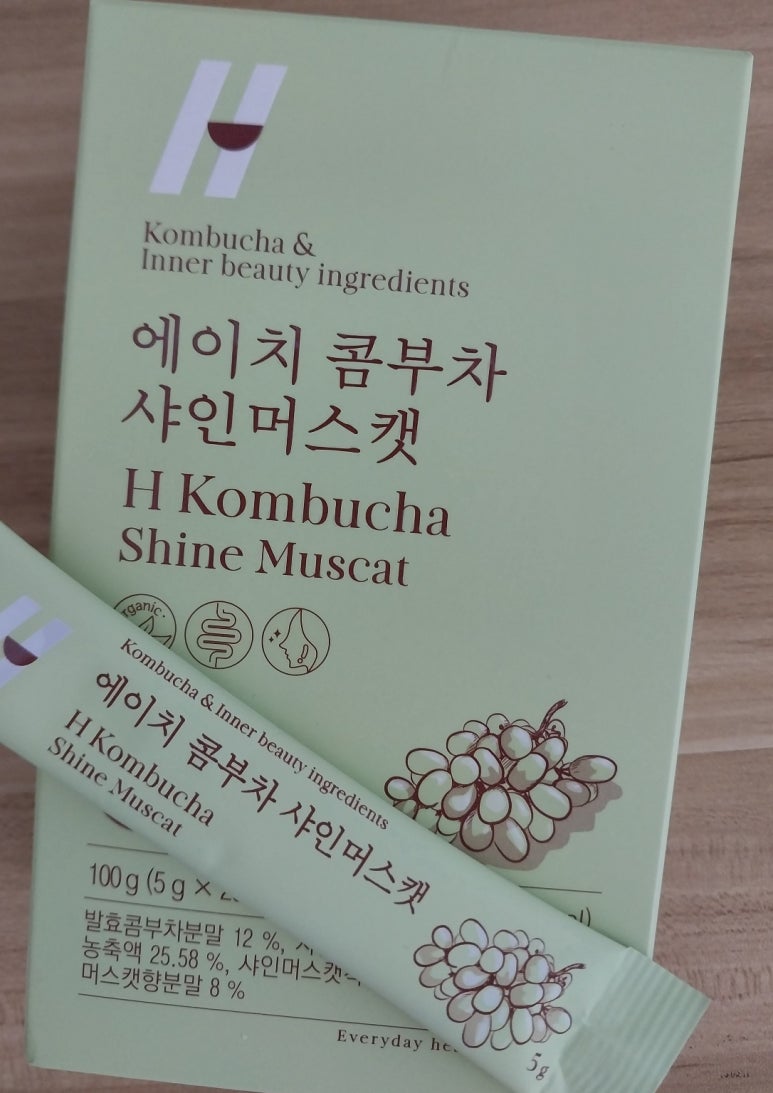 H
Kombucha &
Inner beauty ingredients
에이치 콤부차
샤인머스캣
H Kombucha
Shine Muscat
100 g (5 g ×
발효콤부차분말 12 %,
농축액 25.58 %, 샤인머스캣
머스캣향분말 8 %
Everyday
H
Kombucha & Inner beauty ingredients
에이치 콤부차 샤인머스캣
H Kombucha
Shine Muscat
5g